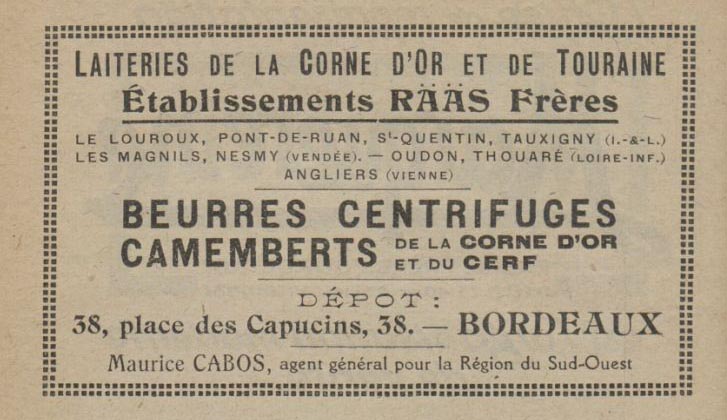 LAITERIES DE LA CORNE D'OR ET DE TOURAINE
Établissements RÄÄS Frères
LE LOUROUX, PONT-DE-RUAN, St-QUENTIN, TAUXIGNY (I.-&-L.)
LES MAGNILS, NESMY (VENDÉE). — OUDON, THOUARÉ (LOIRE-INF.)
ANGLIERS (VIENNE)
BEURRES CENTRIFUGES
CAMEMBERTS DE LA CORNE D'OR
ET DU CERF
DÉPOT :
38, place des Capucins, 38. — BORDEAUX
Maurice CABOS, agent général pour la Région du Sud-Ouest